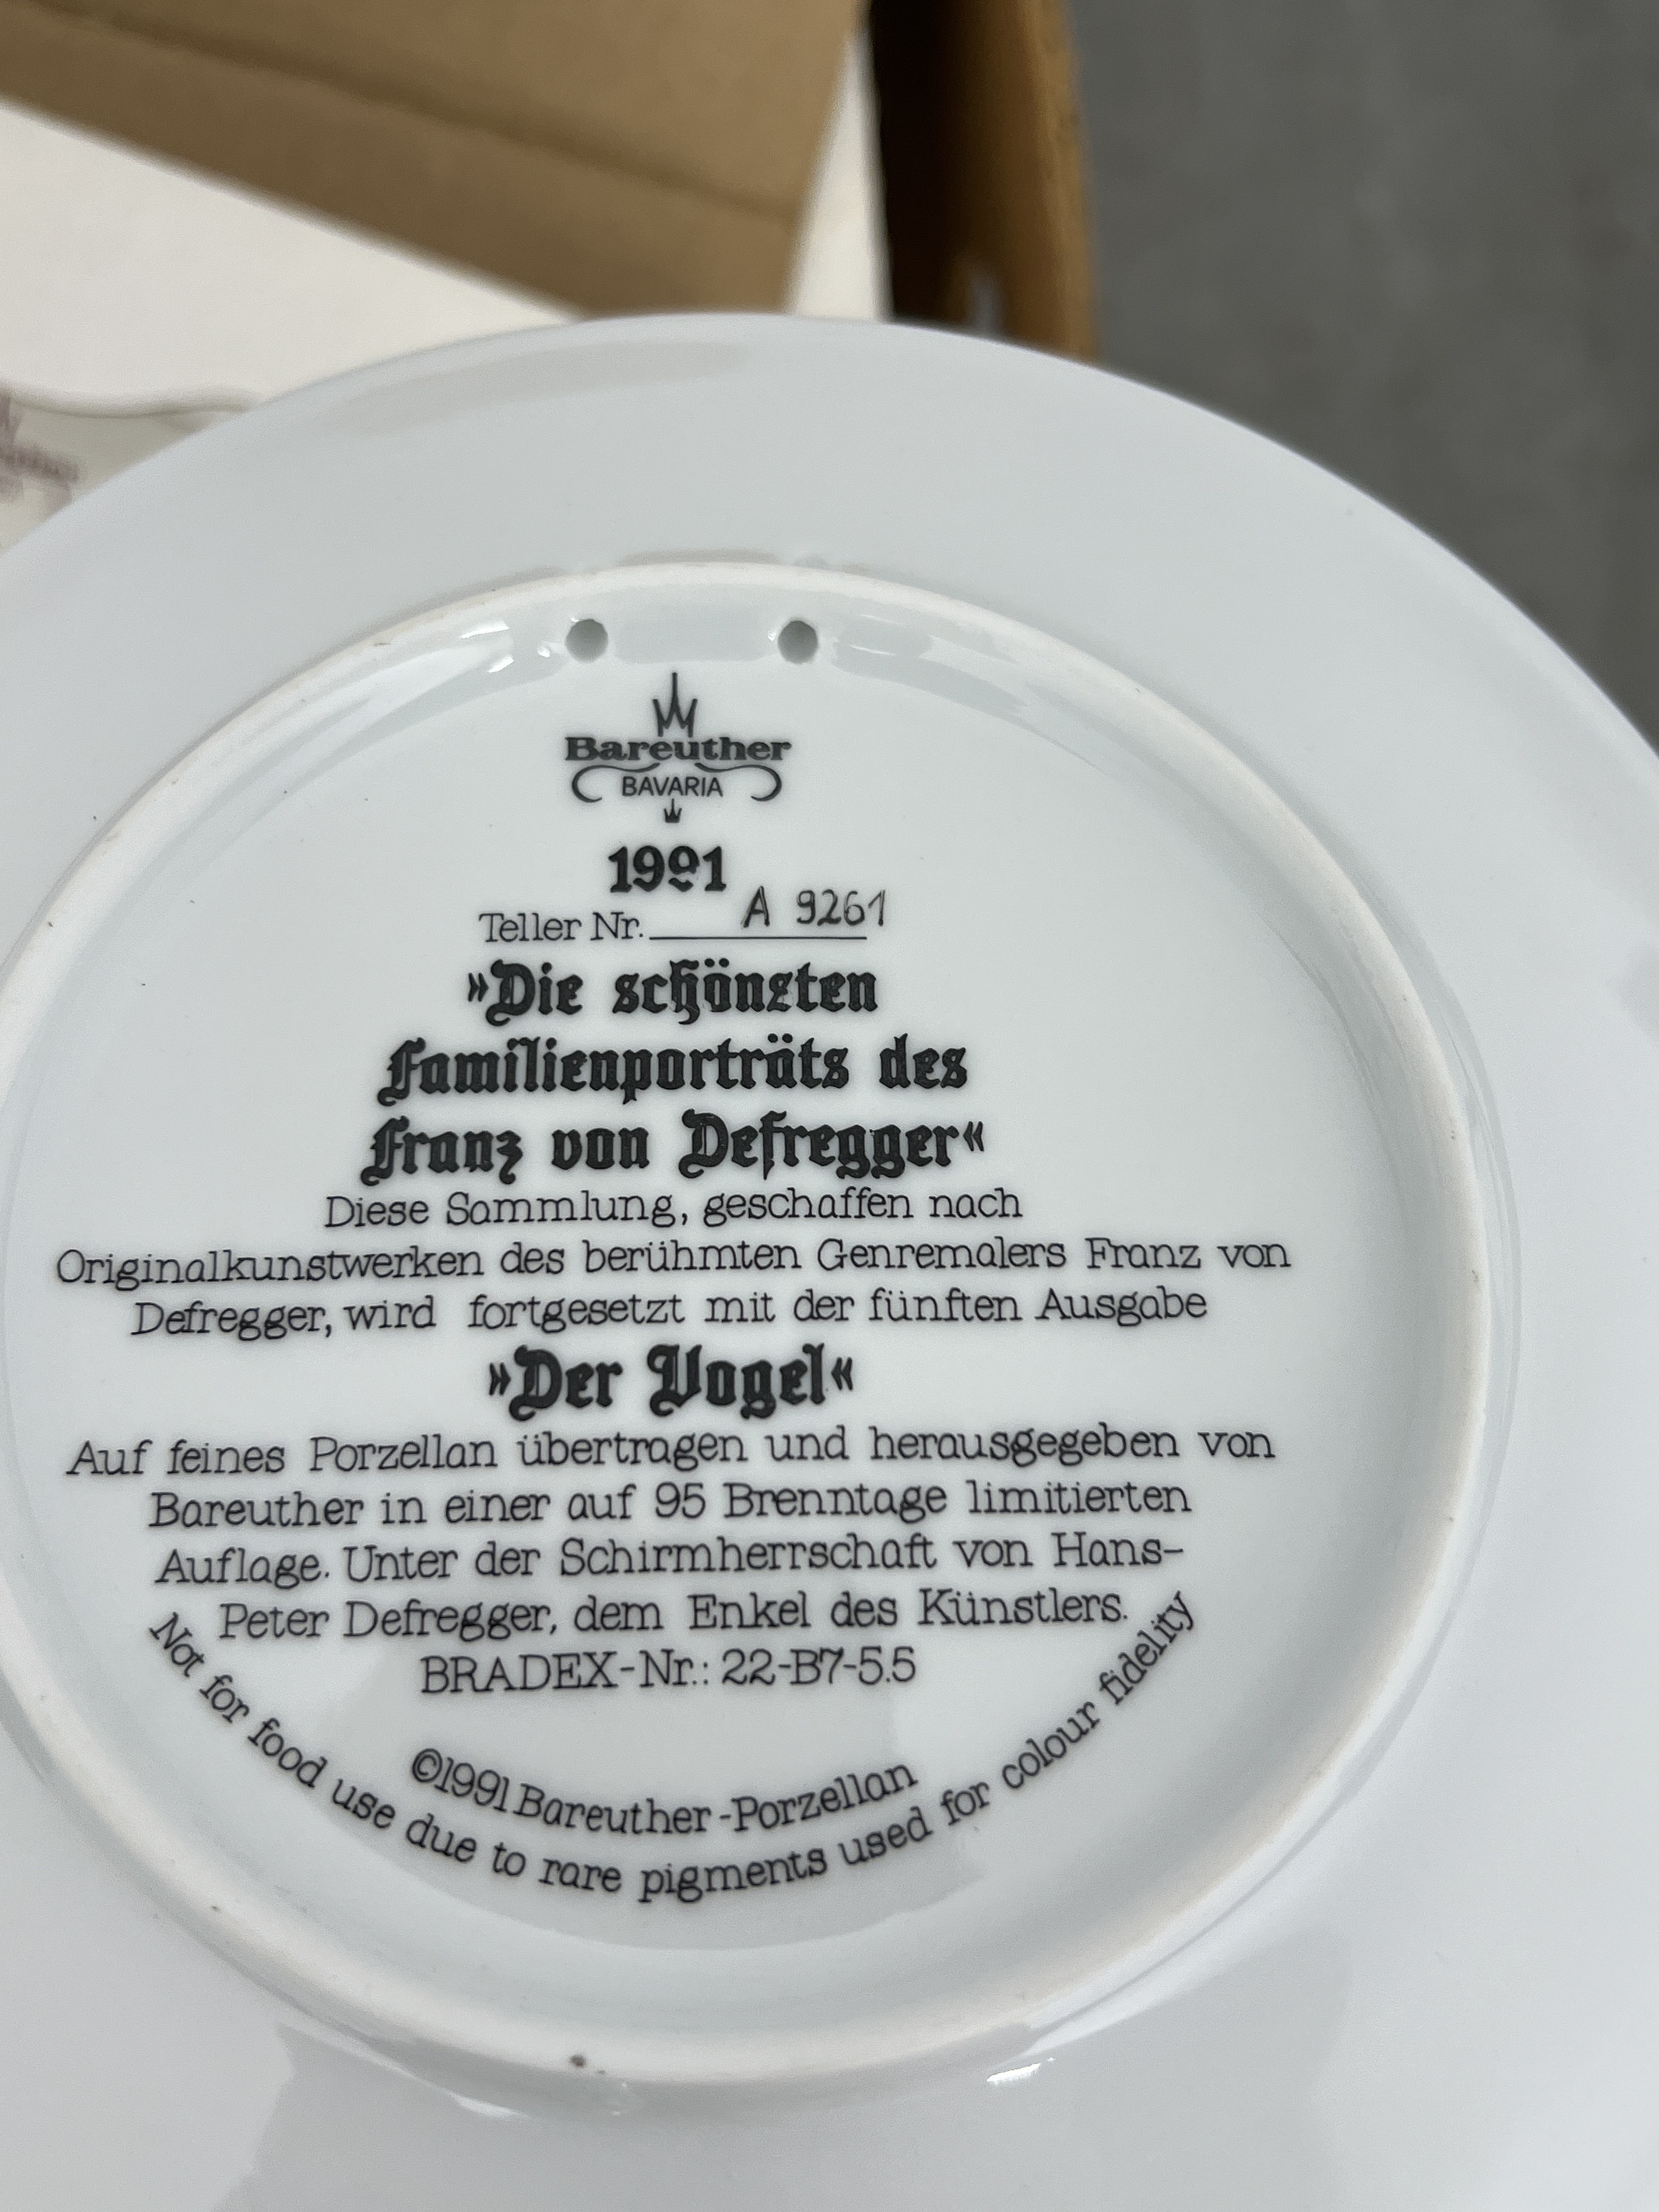 Bareuther
BAVARIA
1991
Teller Nr. A 9261
»Die schönsten
Familienporträts des
Franz von Defregger«
Diese Sammlung, geschaffen nach
Originalkunstwerken des berühmten Genremalers Franz von
Defregger, wird fortgesetzt mit der fünften Ausgabe
»Der Vogel«
Auf feines Porzellan übertragen und herausgegeben von
Bareuther in einer auf 95 Brenntage limitierten
Auflage. Unter der Schirmherrschaft von Hans-
Peter Defregger, dem Enkel des Künstlers.
BRADEX-Nr.: 22-B7-5.5
©1991 Bareuther-Porzellan
Not for food use due to rare pigments used for colour fidelity